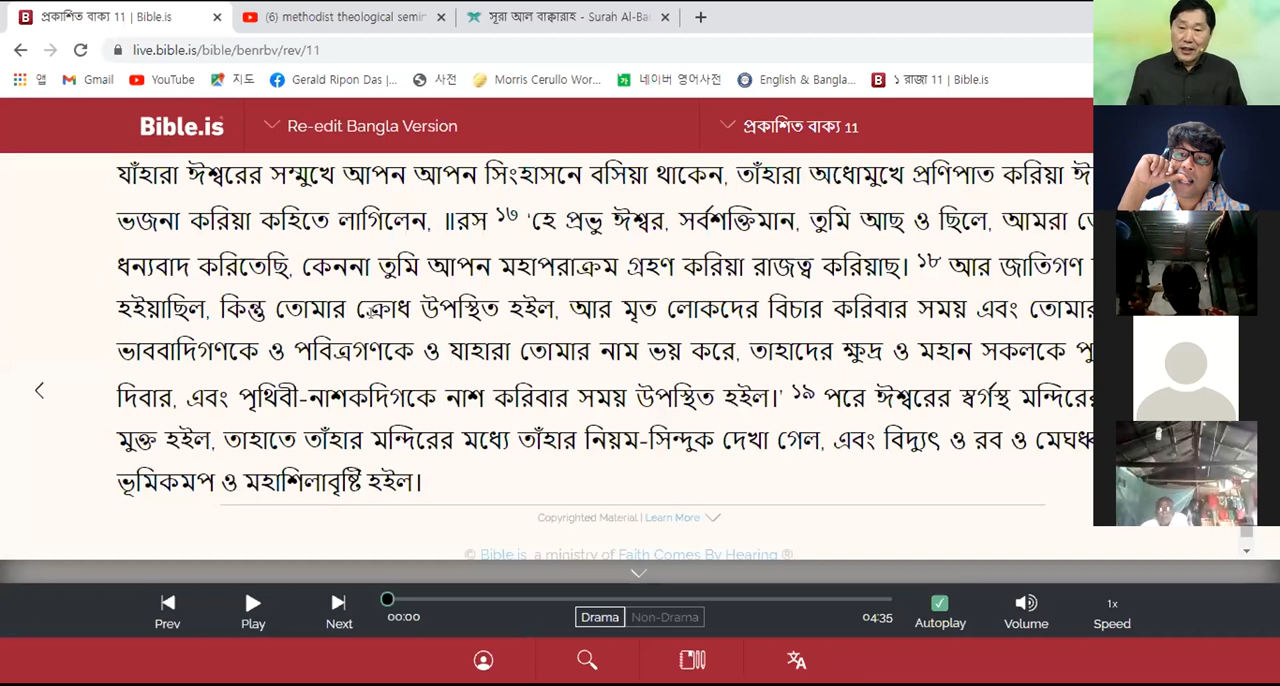 প্রকাশিত বাক্য 11 | Bible.is
(6) methodist theological semin
সূরা আল বাক্বারাহ - Surah Al-Ba
live.bible.is/bible/benrbv/rev/11
앱 Gmail YouTube 지도 Gerald Ripon Das |... 사전 Morris Cerullo Wor... 네이버 영어사전 English & Bangla... ১ রাজা 11 | Bible.is
Bible.is Re-edit Bangla Version প্রকাশিত বাক্য 11
যাঁহারা ঈশ্বরের সম্মুখে আপন আপন সিংহাসনে বসিয়া থাকেন, তাঁহারা অধোমুখে প্রণিপাত করিয়া ঈ
ভজনা করিয়া কহিতে লাগিলেন, ॥রস ১৭ ‘হে প্রভু ঈশ্বর, সর্বশক্তিমান, তুমি আছ ও ছিলে, আমরা তো
ধন্যবাদ করিতেছি, কেননা তুমি আপন মহাপরাক্রম গ্রহণ করিয়া রাজত্ব করিয়াছ। ১৮ আর জাতিগণ
হইয়াছিল, কিন্তু তোমার ক্রোধ উপস্থিত হইল, আর মৃত লোকদের বিচার করিবার সময় এবং তোমার
ভাববাদিগণকে ও পবিত্রগণকে ও যাহারা তোমার নাম ভয় করে, তাহাদের ক্ষুদ্র ও মহান সকলকে পু
দিবার, এবং পৃথিবী-নাশকদিগকে নাশ করিবার সময় উপস্থিত হইল।’ ১৯ পরে ঈশ্বরের স্বর্গস্থ মন্দিরের
মুক্ত হইল, তাহাতে তাঁহার মন্দিরের মধ্যে তাঁহার নিয়ম-সিন্দুক দেখা গেল, এবং বিদ্যুৎ ও রব ও মেঘধ্ব
ভূমিকমপ ও মহাশিলাবৃষ্টি হইল।
Copyrighted Material | Learn More
© Bible.is, a ministry of Faith Comes By Hearing ®
Prev Play Next 00:00 Drama Non-Drama 04:35 Autoplay Volume 1x Speed